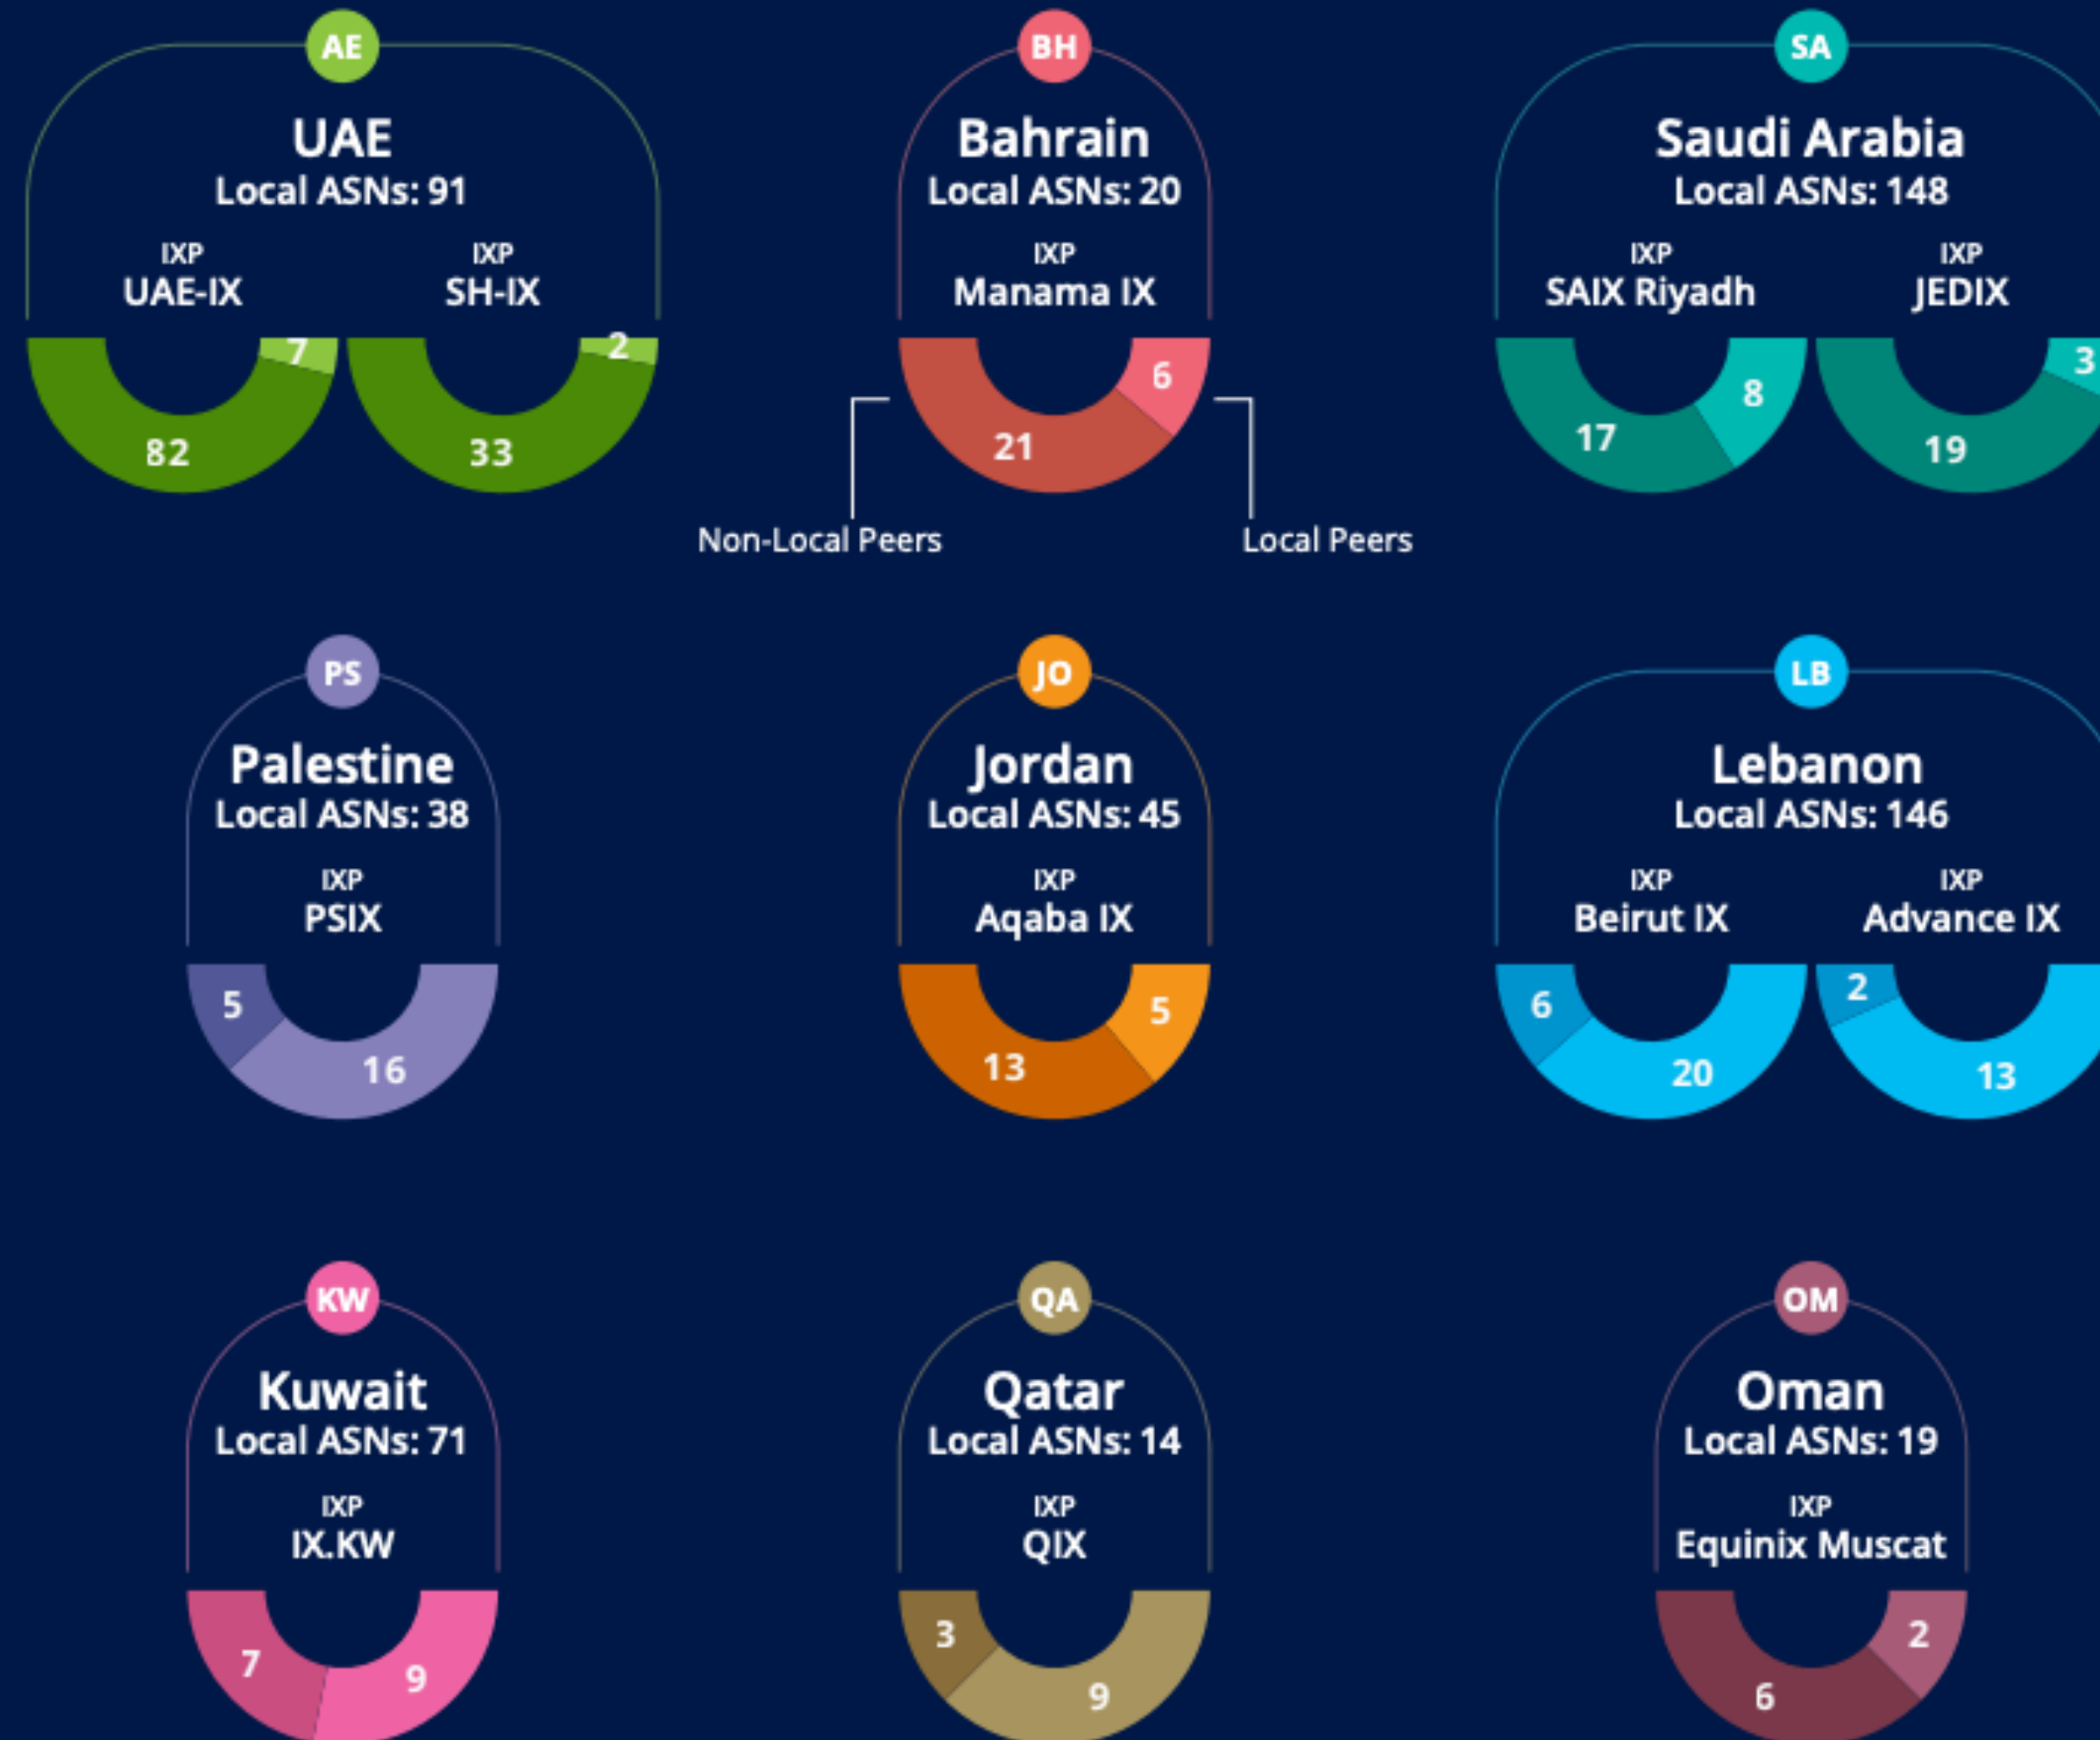 AE
UAE
Local ASNs: 91
IXP
UAE-IX
IXP
SH-IX
82
7
33
2
BH
Bahrain
Local ASNs: 20
IXP
Manama IX
21
6
Non-Local Peers
Local Peers
SA
Saudi Arabia
Local ASNs: 148
IXP
SAIX Riyadh
IXP
JEDIX
17
8
19
3
PS
Palestine
Local ASNs: 38
IXP
PSIX
5
16
JO
Jordan
Local ASNs: 45
IXP
Aqaba IX
13
5
LB
Lebanon
Local ASNs: 146
IXP
Beirut IX
IXP
Advance IX
6
20
2
13
KW
Kuwait
Local ASNs: 71
IXP
IX.KW
7
9
QA
Qatar
Local ASNs: 14
IXP
QIX
3
9
OM
Oman
Local ASNs: 19
IXP
Equinix Muscat
6
2